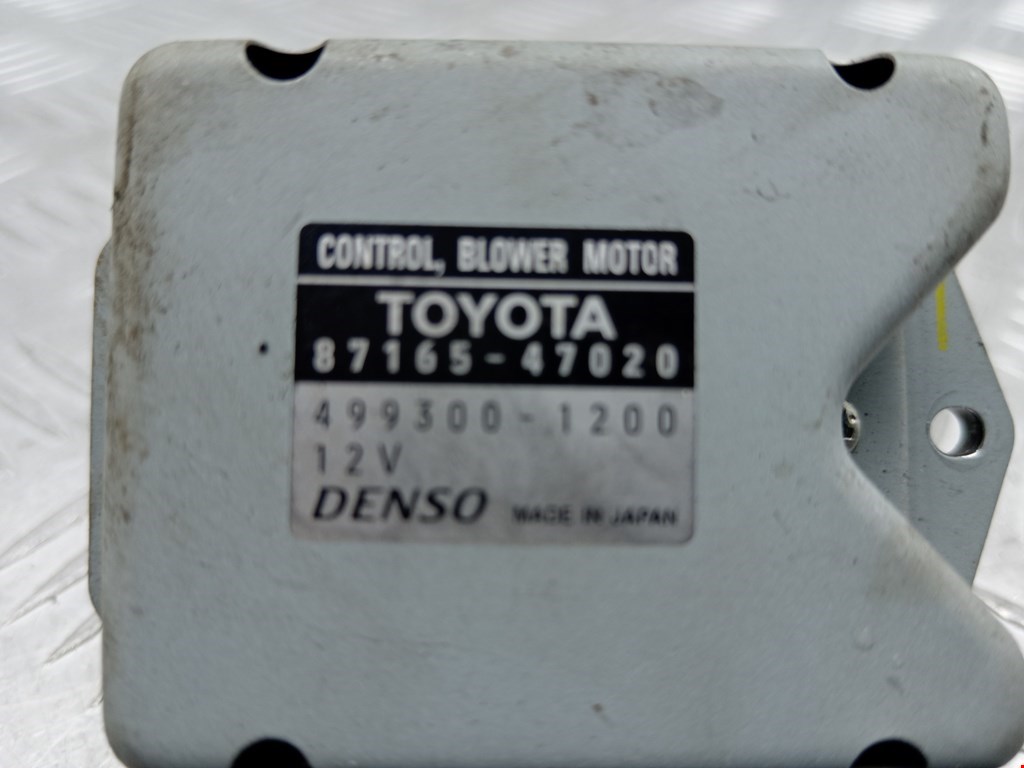 CONTROL, BLOWER MOTOR
TOYOTA
87165-47020
499300-1200
12V
DENSO MADE IN JAPAN